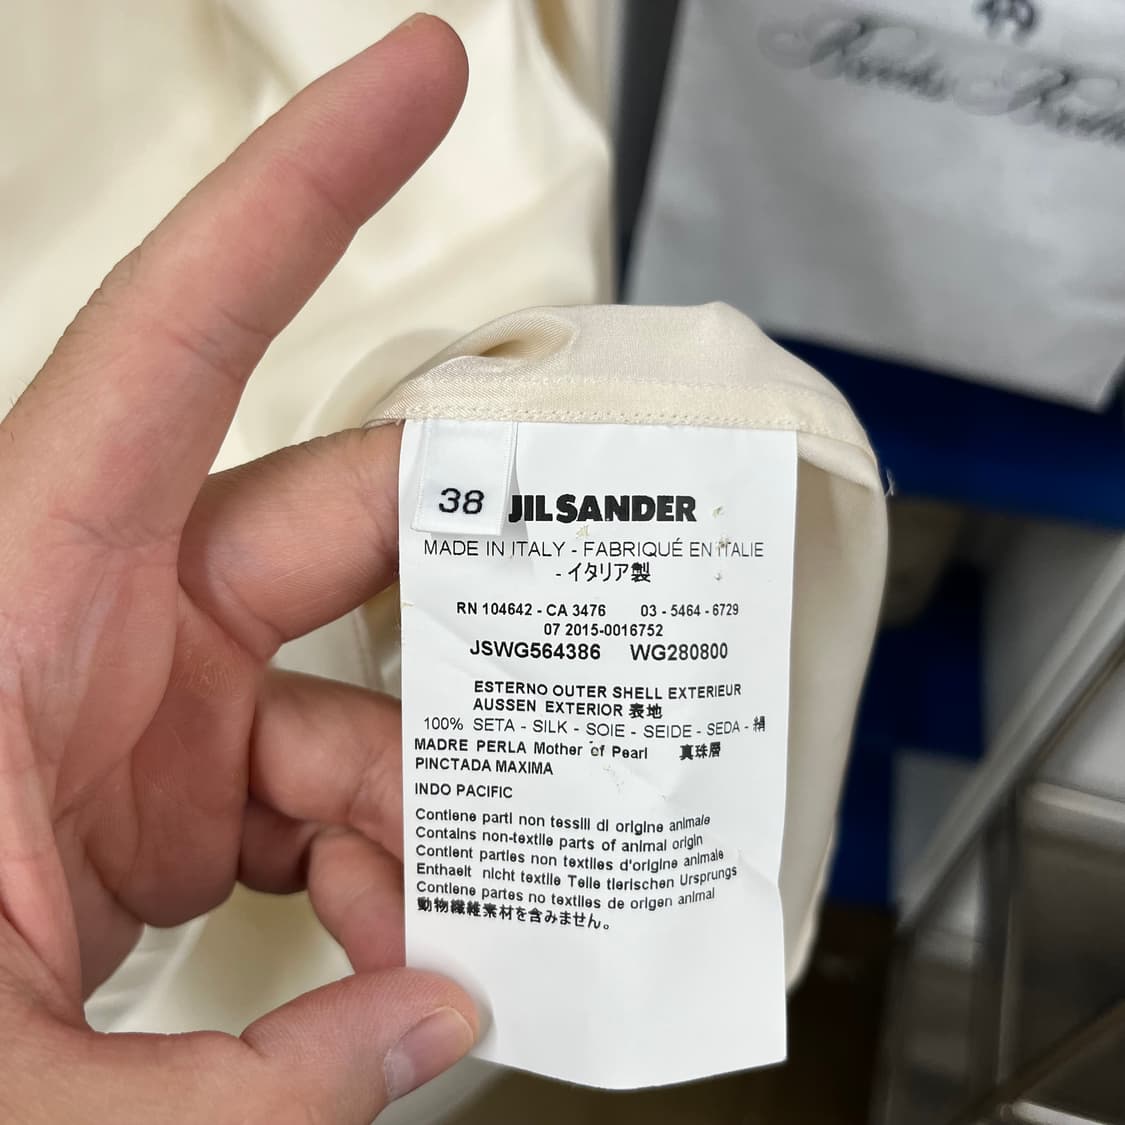 38
JIL SANDER
MADE IN ITALY - FABRIQUÉ EN ITALIE
- イタリア製
RN 104642 - CA 3476 03 - 5464 - 6729
07 2015-0016752
JSWG564386 WG280800
ESTERNO OUTER SHELL EXTERIEUR
AUSSEN EXTERIOR 表地
100% SETA - SILK - SOIE - SEIDE - SEDA - 絹
MADRE PERLA Mother of Pearl 真珠層
PINCTADA MAXIMA
INDO PACIFIC
Contiene parti non tessili di origine animale
Contains non-textile parts of animal origin
Contient parties non textiles d'origine animale
Enthaelt nicht textile Teile tierischen Ursprungs
Contiene partes no textiles de origen animal
動物繊維素材を含みません。